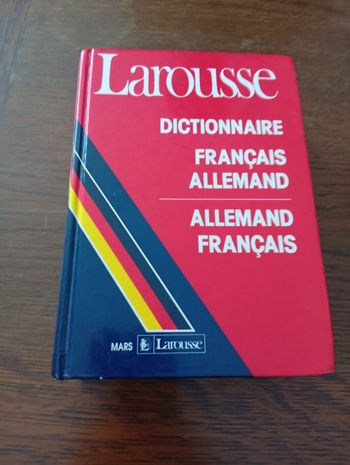 Larousse
DICTIONNAIRE
FRANÇAIS
ALLEMAND
ALLEMAND
FRANÇAIS
MARS Larousse